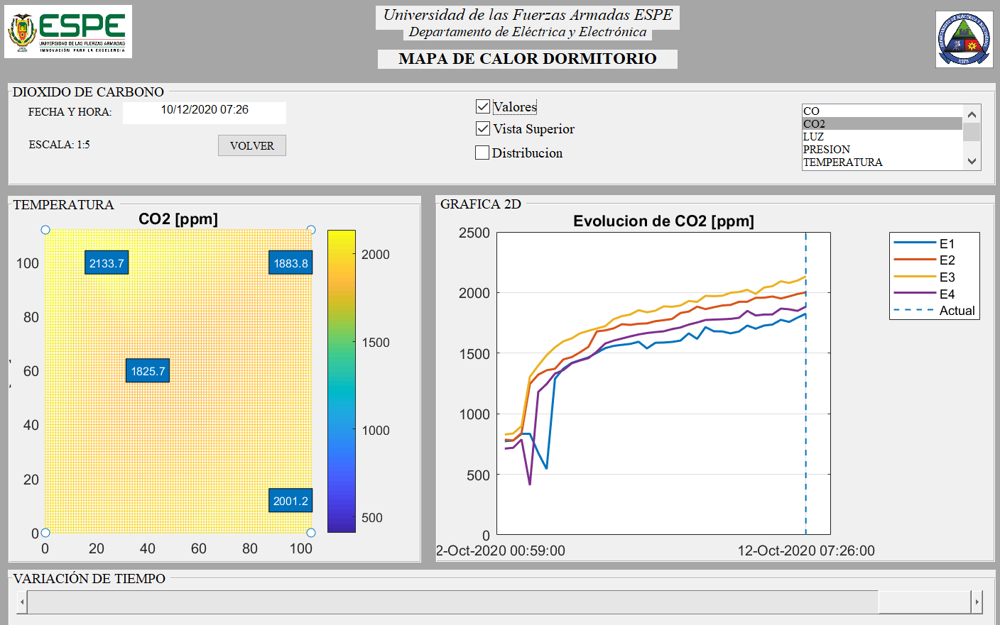 ESPE
UNIVERSIDAD DE LAS FUERZAS ARMADAS
INNOVACIÓN PARA LA EXCELENCIA
Universidad de las Fuerzas Armadas ESPE
Departamento de Eléctrica y Electrónica
MAPA DE CALOR DORMITORIO
DIOXIDO DE CARBONO
FECHA Y HORA:
10/12/2020 07:26
ESCALA: 1:5
VOLVER
Valores
Vista Superior
Distribucion
CO
CO2
LUZ
PRESION
TEMPERATURA
TEMPERATURA
CO2 [ppm]
2133.7
1883.8
1825.7
2001.2
100
80
60
40
20
0
0 20 40 60 80 100
2000
1500
1000
500
GRAFICA 2D
Evolucion de CO2 [ppm]
2500
2000
1500
1000
500
0
2-Oct-2020 00:59:00
12-Oct-2020 07:26:00
E1
E2
E3
E4
Actual
VARIACIÓN DE TIEMPO